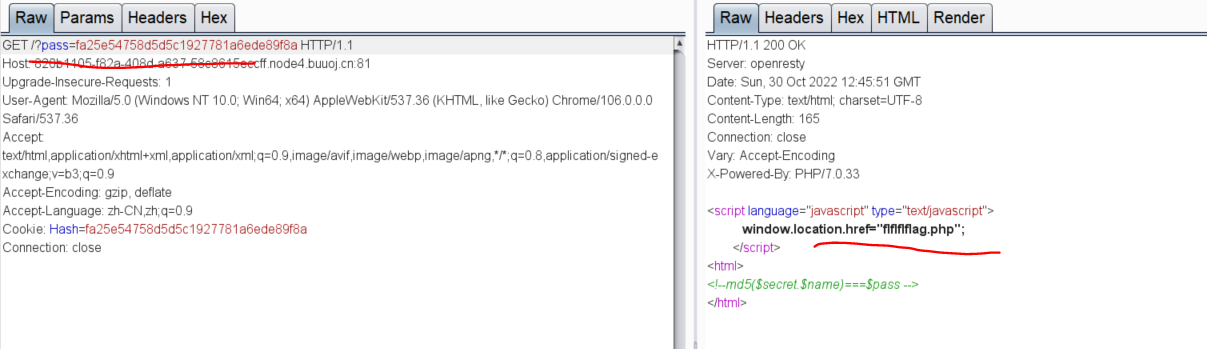 Raw Params Headers Hex
GET /?pass=fa25e54758d5d5c1927781a6ede89f8a HTTP/1.1
Host: 820b1105-f82a-408d-a637-58c8615eccff.node4.buuoj.cn:81
Upgrade-Insecure-Requests: 1
User-Agent: Mozilla/5.0 (Windows NT 10.0; Win64; x64) AppleWebKit/537.36 (KHTML, like Gecko) Chrome/106.0.0.0
Safari/537.36
Accept:
text/html,application/xhtml+xml,application/xml;q=0.9,image/avif,image/webp,image/apng,*/*;q=0.8,application/signed-e
xchange;v=b3;q=0.9
Accept-Encoding: gzip, deflate
Accept-Language: zh-CN,zh;q=0.9
Cookie: Hash=fa25e54758d5d5c1927781a6ede89f8a
Connection: close
Raw Headers Hex HTML Render
HTTP/1.1 200 OK
Server: openresty
Date: Sun, 30 Oct 2022 12:45:51 GMT
Content-Type: text/html; charset=UTF-8
Content-Length: 165
Connection: close
Vary: Accept-Encoding
X-Powered-By: PHP/7.0.33
<script language="javascript" type="text/javascript">
window.location.href="flflflflag.php";
</script>
<html>
<!--md5($secret.$name)===$pass -->
</html>